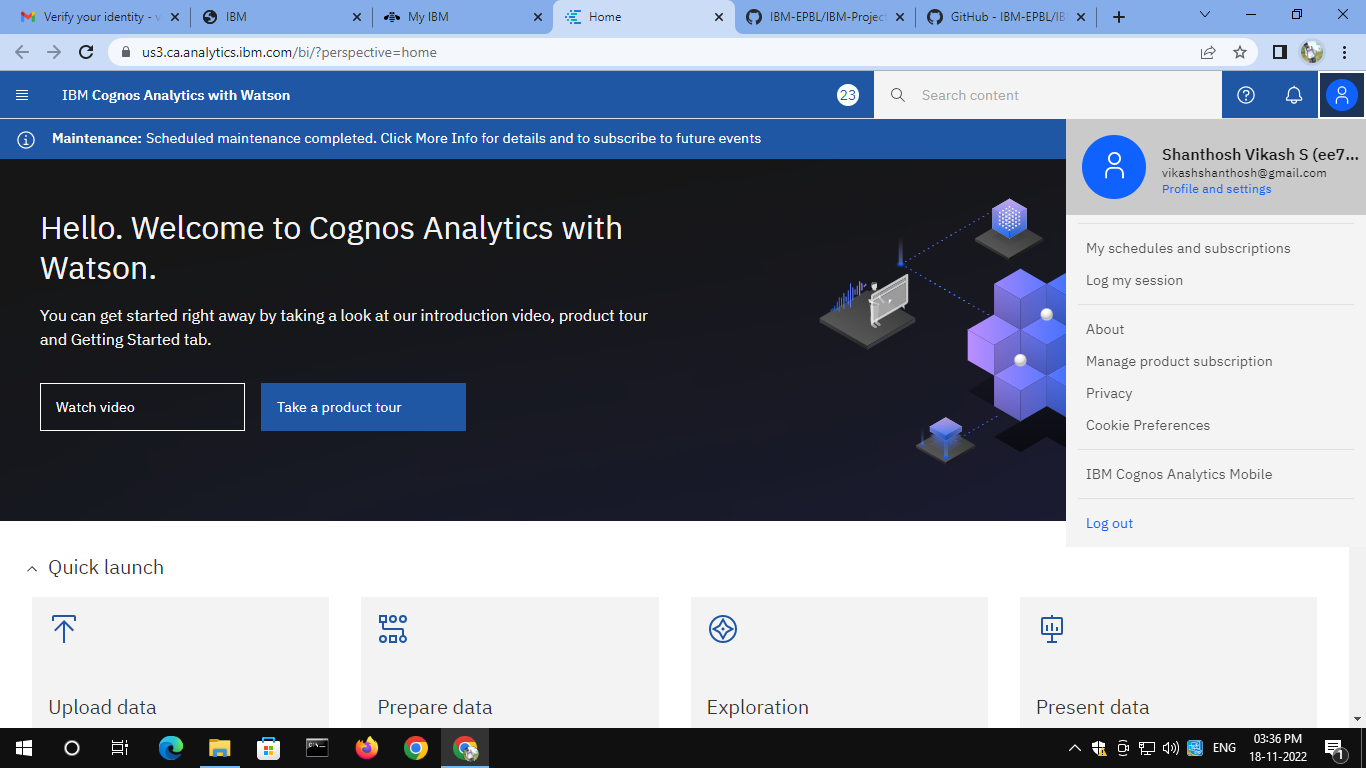 Verify your identity - v
IBM
My IBM
Home
IBM-EPBL/IBM-Project
GitHub - IBM-EPBL/IB
us3.ca.analytics.ibm.com/bi/?perspective=home
IBM Cognos Analytics with Watson
23
Search content
Maintenance: Scheduled maintenance completed. Click More Info for details and to subscribe to future events
Shanthosh Vikash S (ee7...
vikashshanthosh@gmail.com
Profile and settings
My schedules and subscriptions
Log my session
About
Manage product subscription
Privacy
Cookie Preferences
IBM Cognos Analytics Mobile
Log out
Hello. Welcome to Cognos Analytics with
Watson.
You can get started right away by taking a look at our introduction video, product tour
and Getting Started tab.
Watch video
Take a product tour
Quick launch
Upload data
Prepare data
Exploration
Present data
ENG
03:36 PM
18-11-2022
1